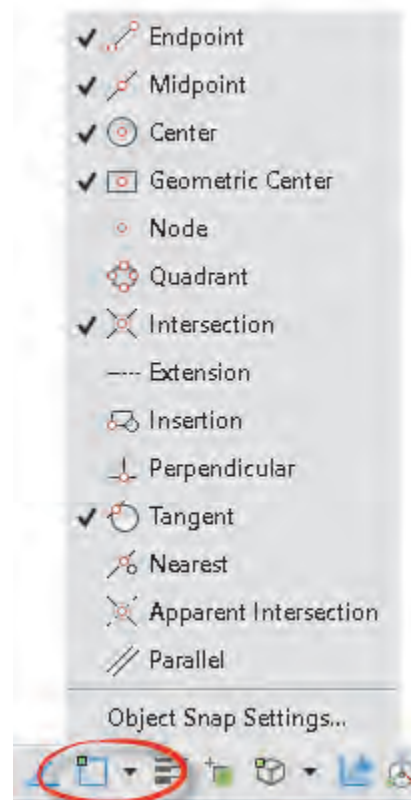 Endpoint
Midpoint
Center
Geometric Center
Node
Quadrant
Intersection
Extension
Insertion
Perpendicular
Tangent
Nearest
Apparent Intersection
Parallel
Object Snap Settings...